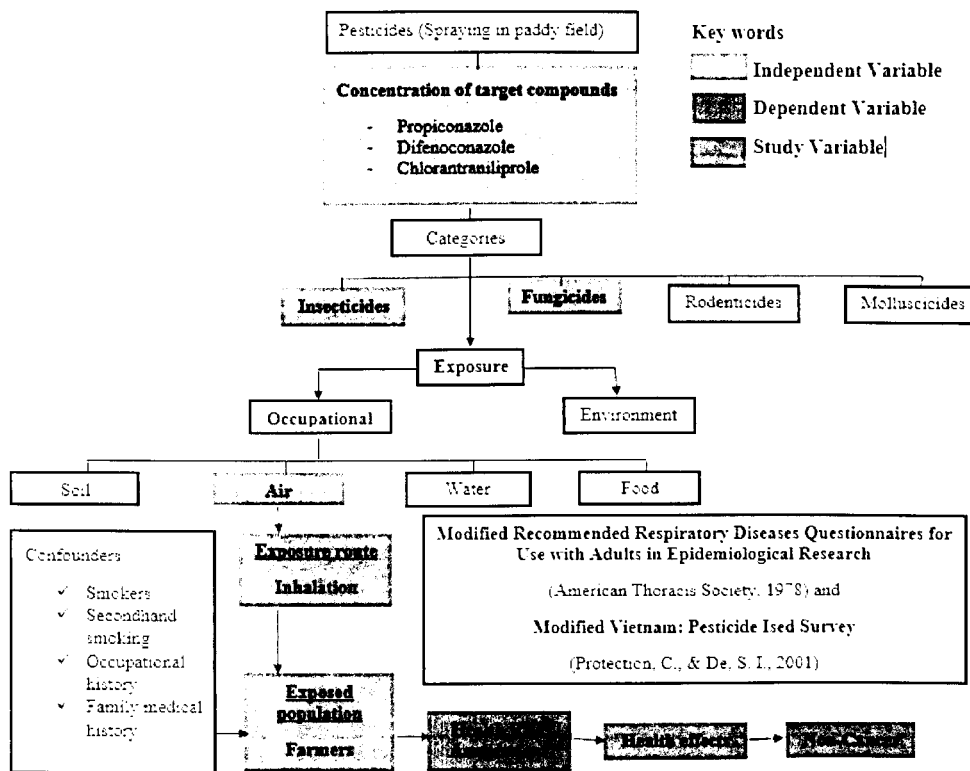 Pesticides (Spraying in paddy field)
Key words
Independent Variable
Dependent Variable
Study Variable
Concentration of target compounds
- Propiconazole
- Difenoconazole
- Chlorantraniliprole
Categories
Insecticides
Fungicides
Rodenticides
Molluscicides
Exposure
Occupational
Environment
Soil
Air
Water
Food
Confounders
✓ Smokers
✓ Secondhand
smoking
✓ Occupational
history
✓ Family medical
history
Exposure route
Inhalation
Exposed
population
Farmers
Modified Recommended Respiratory Diseases Questionnaires for
Use with Adults in Epidemiological Research
(American Thoracis Society, 1978) and
Modified Vietnam: Pesticide Ised Survey
(Protection, C., & De, S. I., 2001)
Health
Health effects